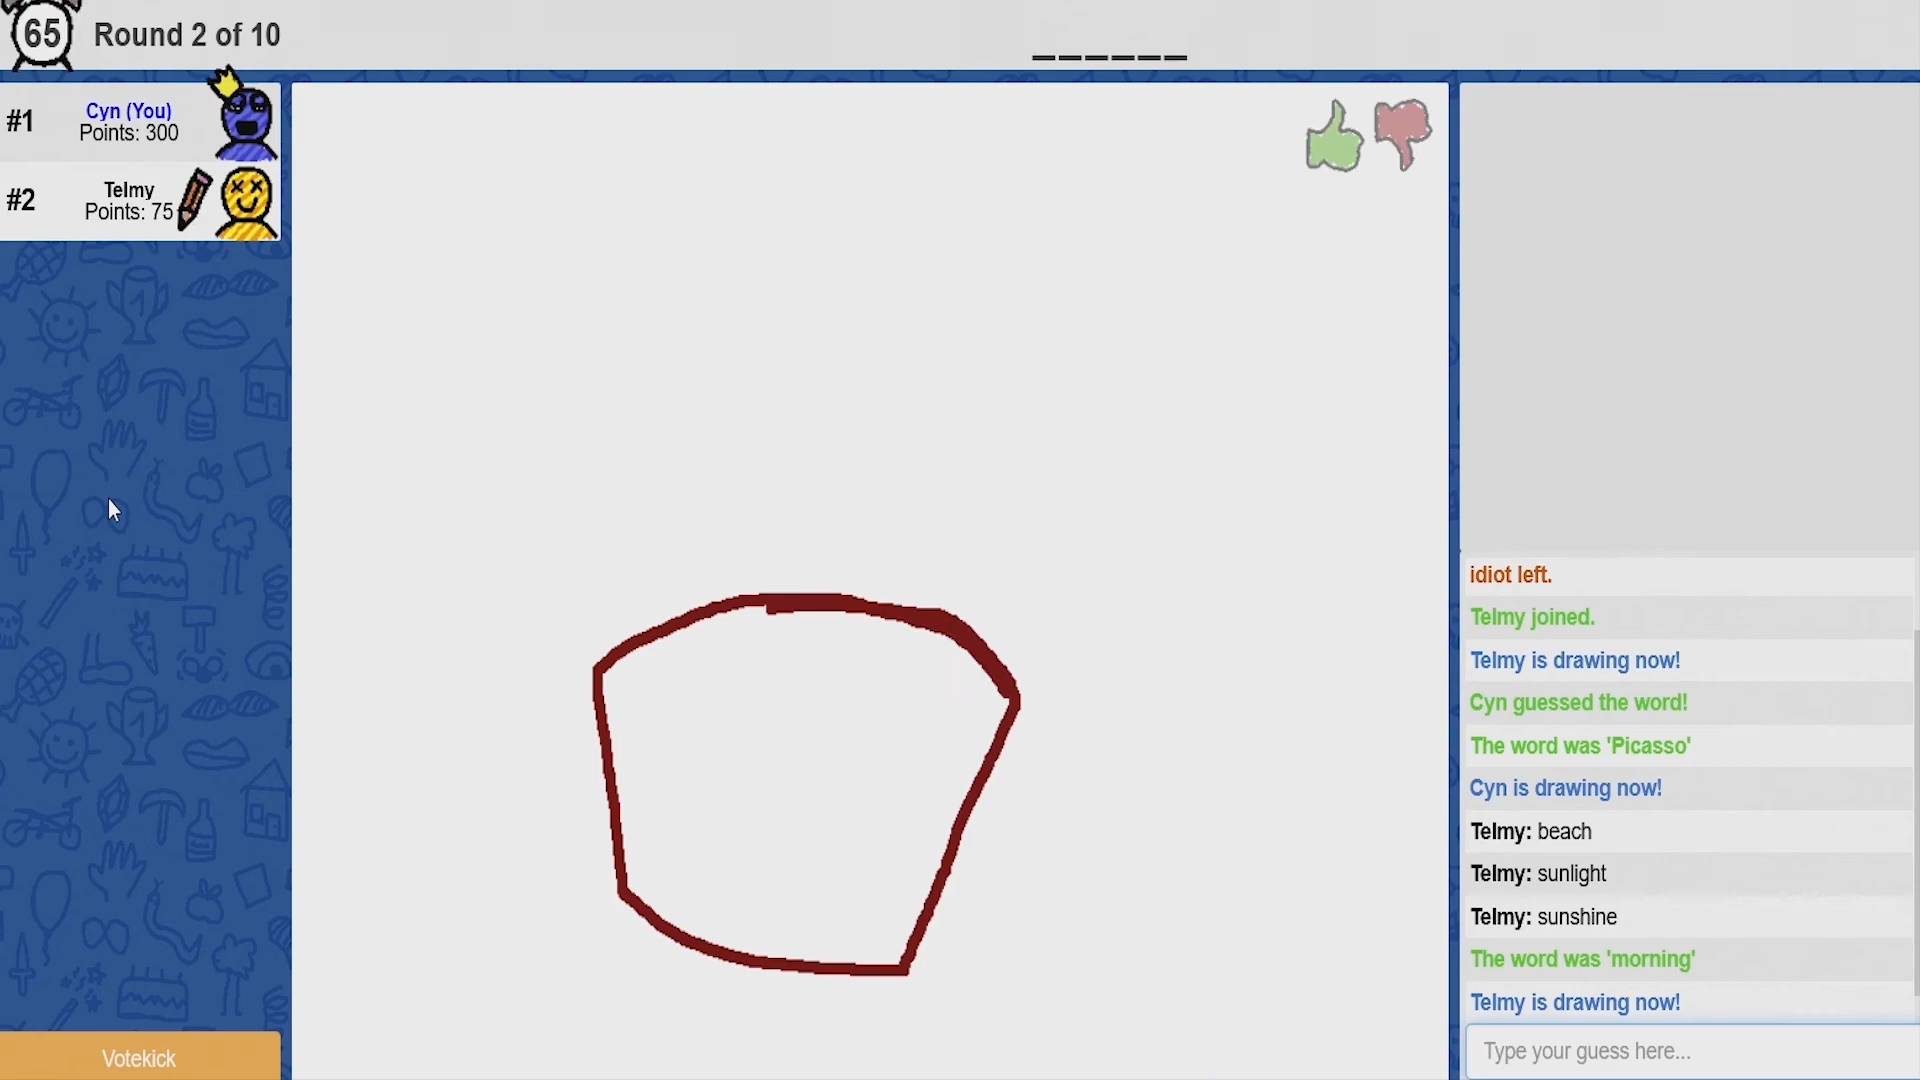 65
Round 2 of 10
______
#1
Cyn (You)
Points: 300
#2
Telmy
Points: 75
idiot left.
Telmy joined.
Telmy is drawing now!
Cyn guessed the word!
The word was 'Picasso'
Cyn is drawing now!
Telmy: beach
Telmy: sunlight
Telmy: sunshine
The word was 'morning'
Telmy is drawing now!
Type your guess here...
Votekick